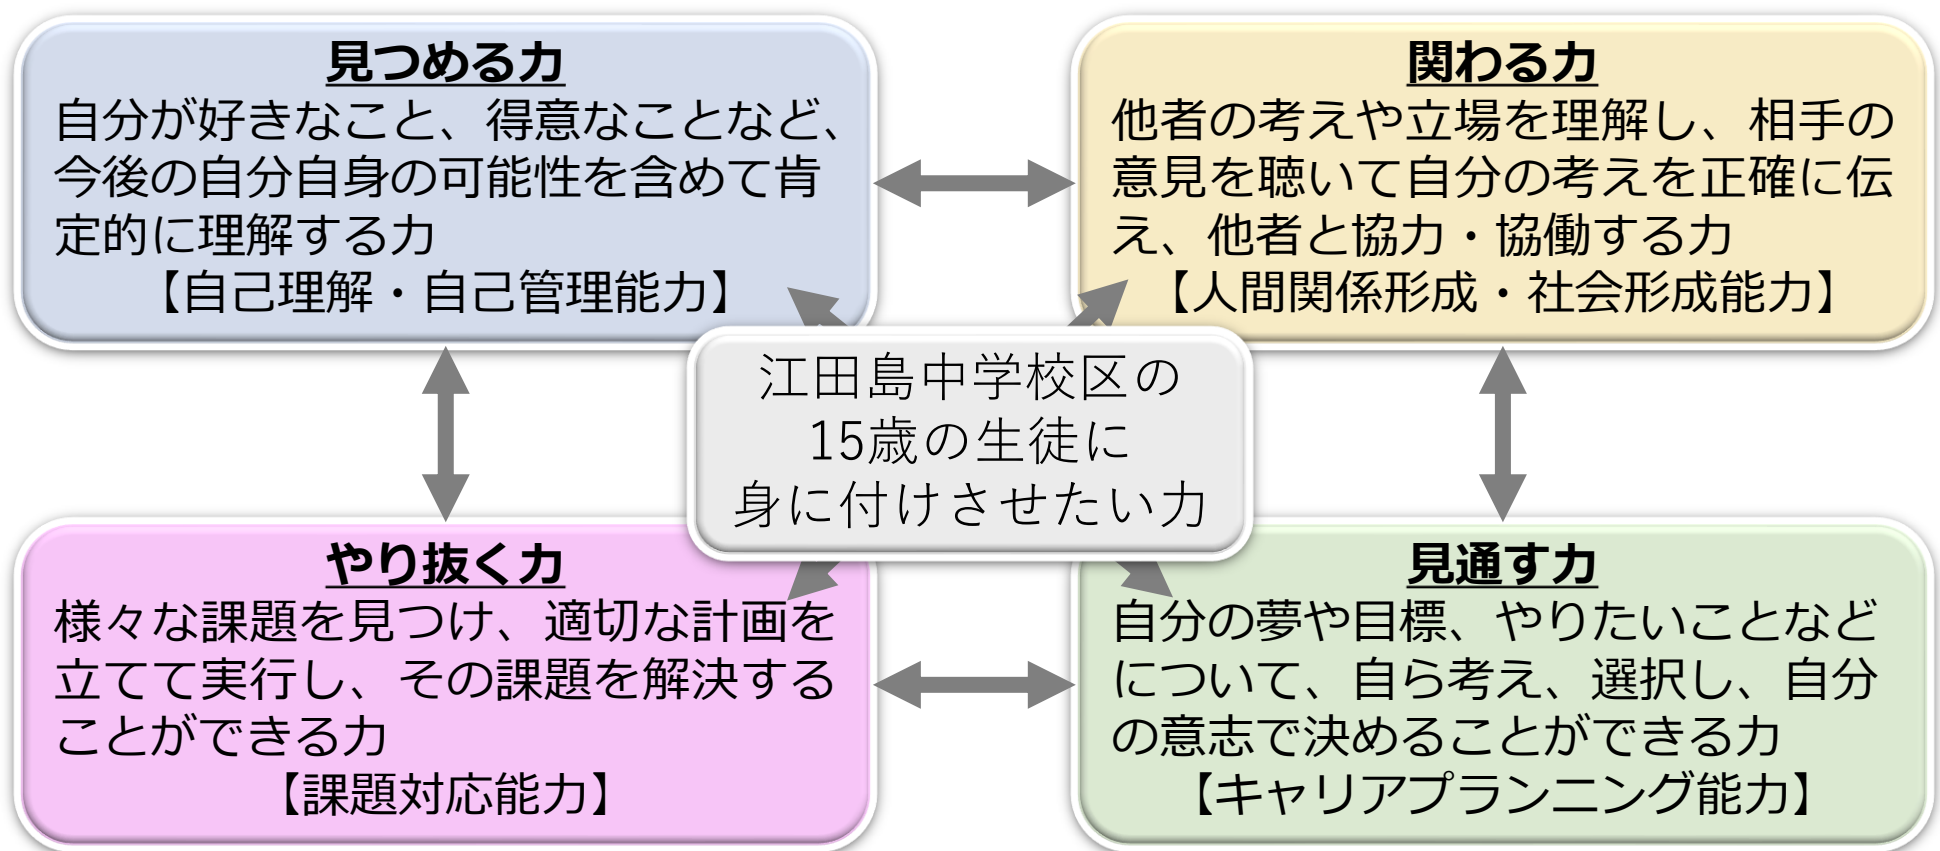 見つめる力
自分が好きなこと、得意なことなど、
今後の自分自身の可能性を含めて肯
定的に理解する力
【自己理解・自己管理能力】
関わる力
他者の考えや立場を理解し、相手の
意見を聴いて自分の考えを正確に伝
え、他者と協力・協働する力
【人間関係形成・社会形成能力】
江田島中学校区の
15歳の生徒に
身に付けさせたい力
やり抜く力
様々な課題を見つけ、適切な計画を
立てて実行し、その課題を解決する
ことができる力
【課題対応能力】
見通す力
自分の夢や目標、やりたいことなど
について、自ら考え、選択し、自分
の意志で決めることができる力
【キャリアプランニング能力】